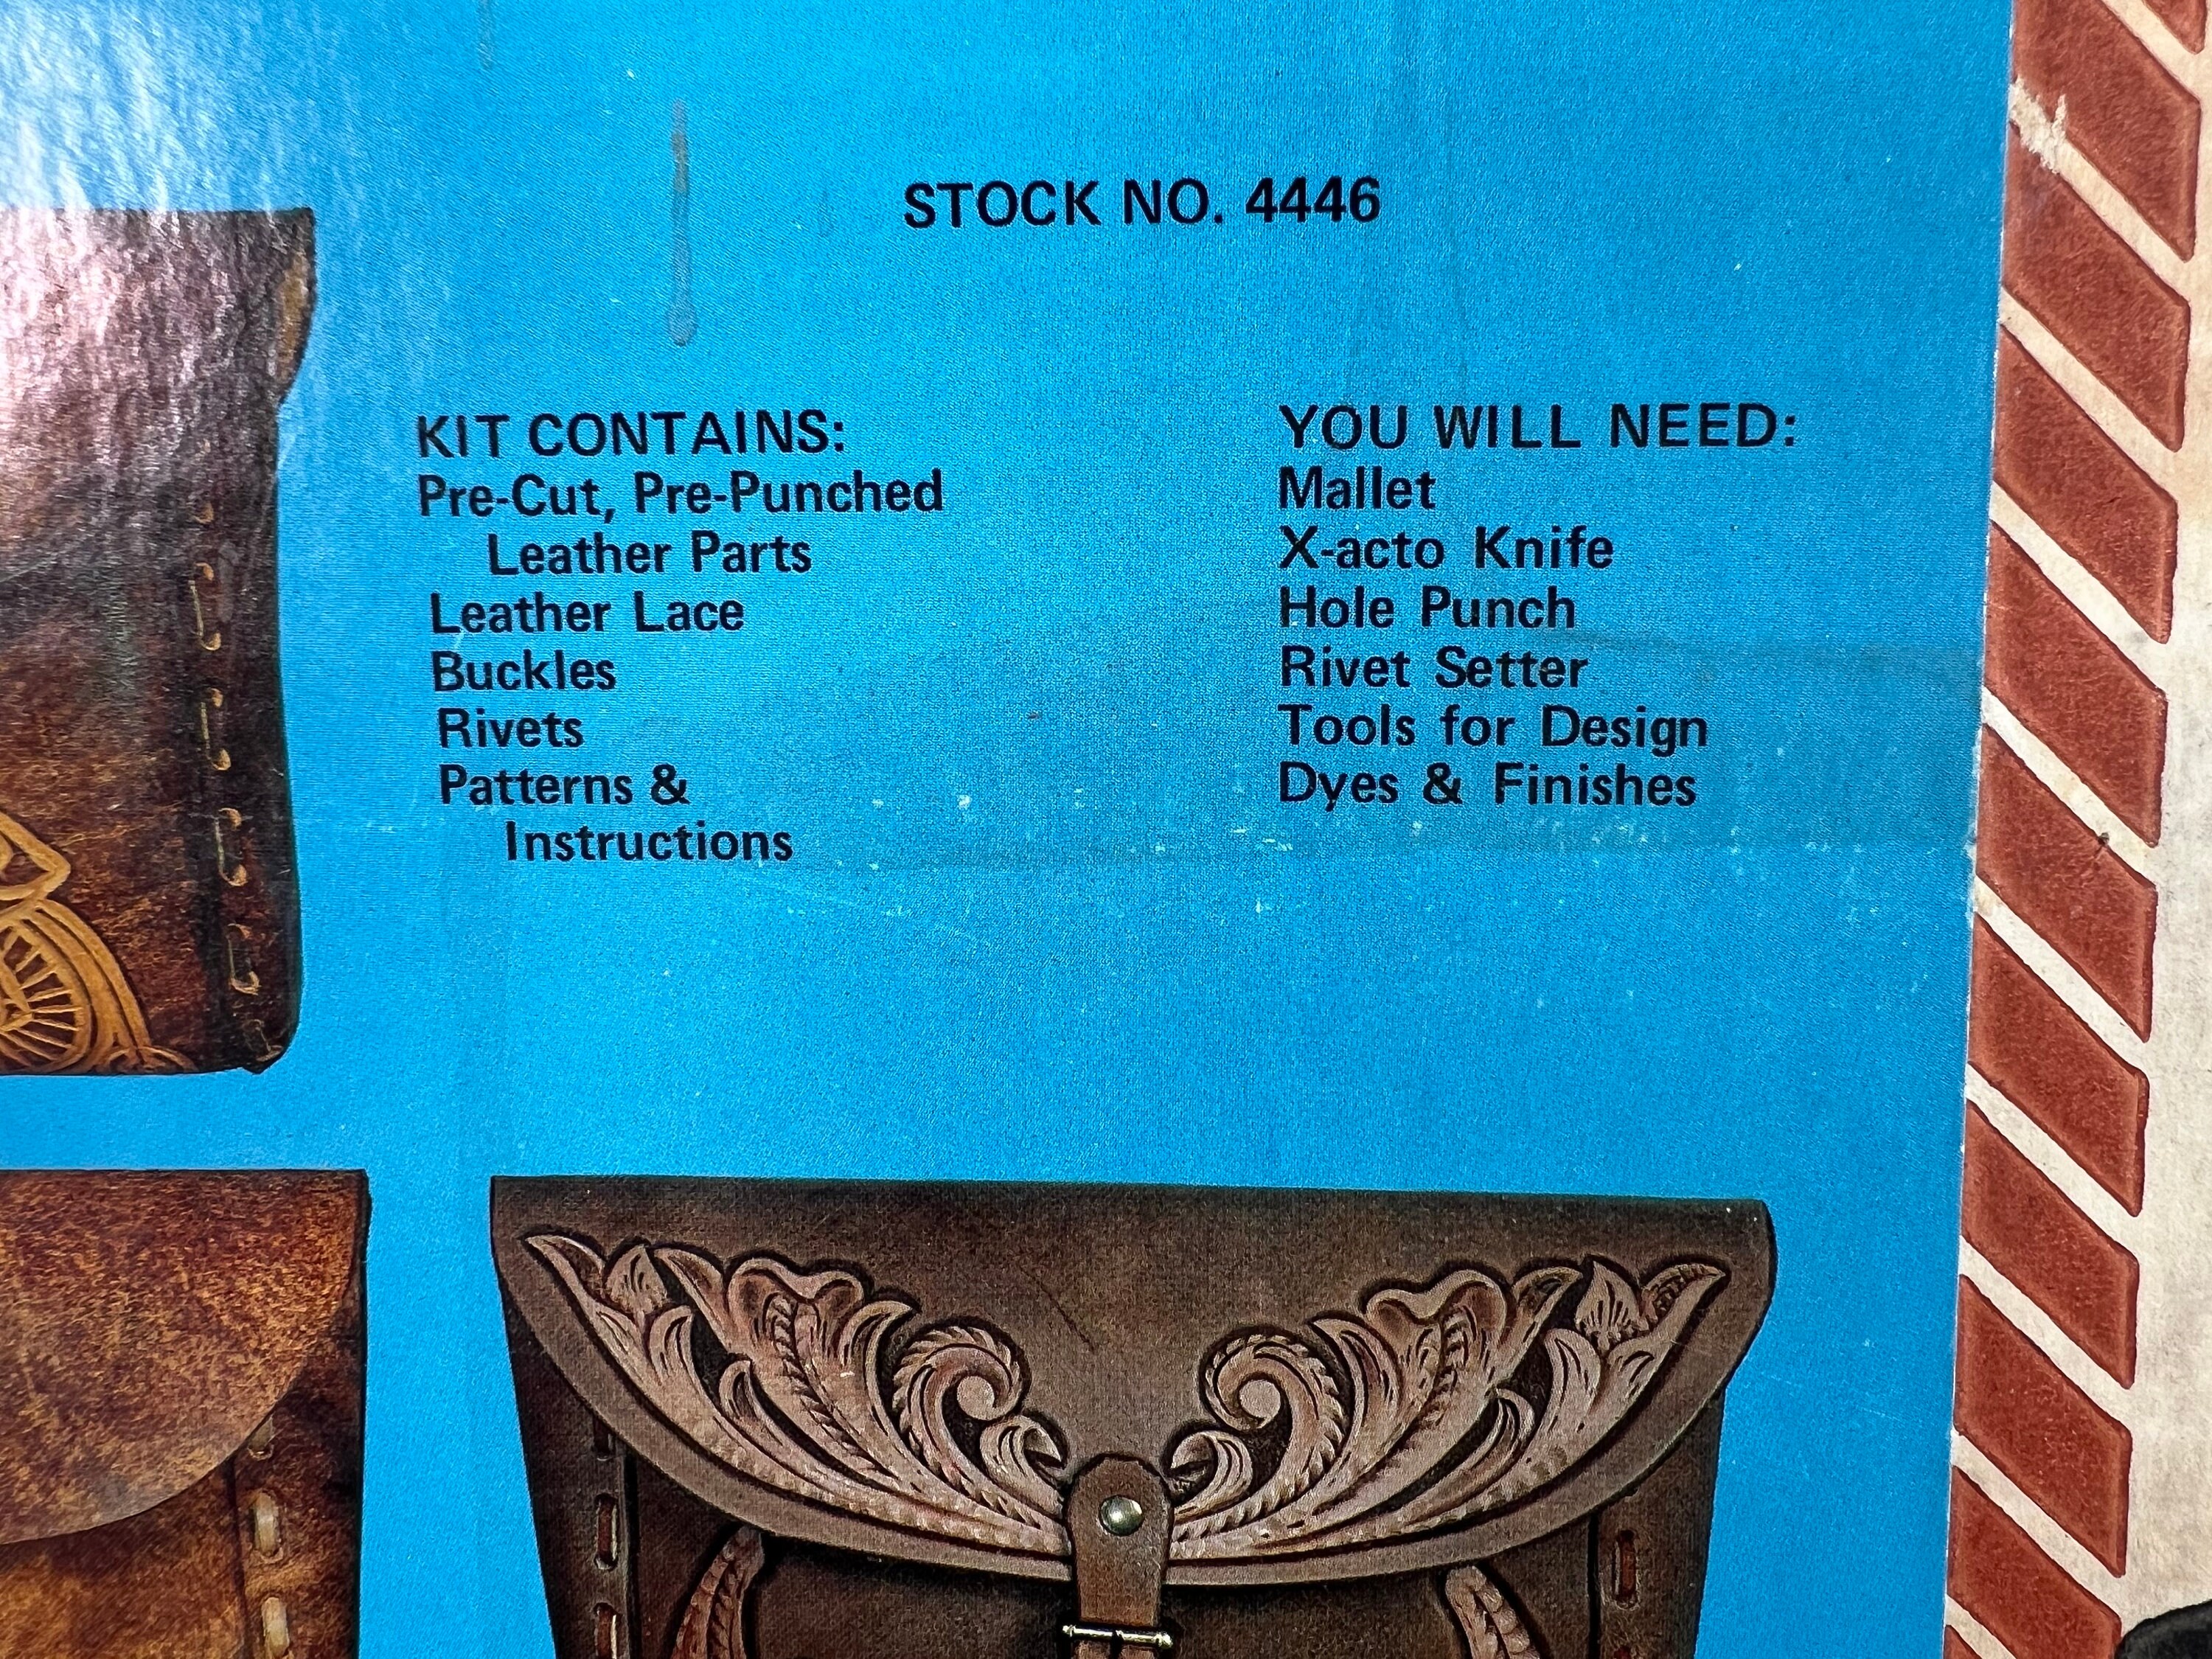 STOCK NO. 4446
KIT CONTAINS:
Pre-Cut, Pre-Punched
Leather Parts
Leather Lace
Buckles
Rivets
Patterns &
Instructions
YOU WILL NEED:
Mallet
X-acto Knife
Hole Punch
Rivet Setter
Tools for Design
Dyes & Finishes